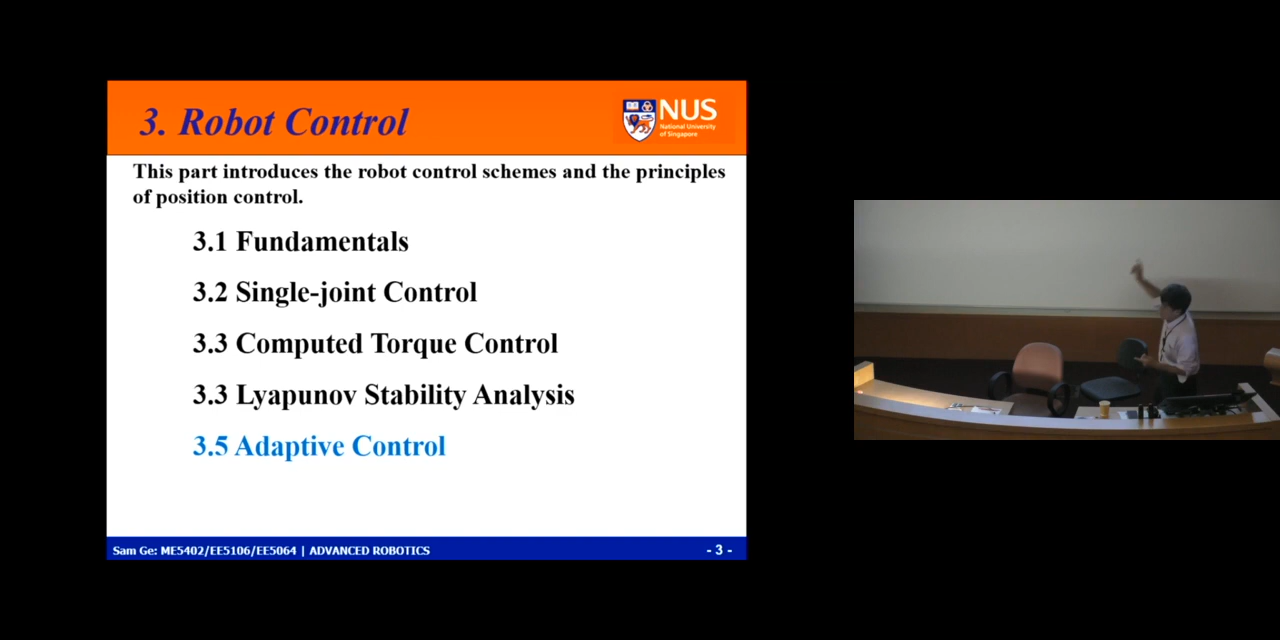 3. Robot Control
NUS
National University
of Singapore
This part introduces the robot control schemes and the principles
of position control.
3.1 Fundamentals
3.2 Single-joint Control
3.3 Computed Torque Control
3.3 Lyapunov Stability Analysis
3.5 Adaptive Control
Sam Ge: ME5402/EE5106/EE5064 | ADVANCED ROBOTICS
- 3 -